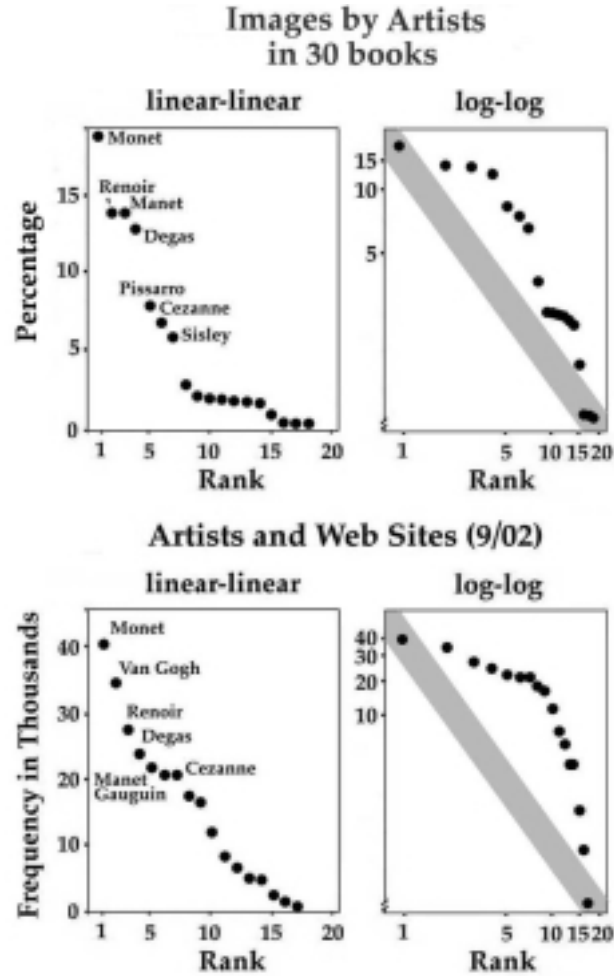 Images by Artists
in 30 books
linear-linear
log-log
Percentage
15
10
5
0
Monet
Renoir
Manet
Degas
Pissarro
Cezanne
Sisley
1 5 10 15 20
Rank
15
10
5
1 5 10 15 20
Rank
Artists and Web Sites (9/02)
linear-linear
log-log
Frequency in Thousands
40
30
20
10
0
Monet
Van Gogh
Renoir
Degas
Cezanne
Manet
Gauguin
1 5 10 15 20
Rank
40
30
20
10
1 5 10 15 20
Rank